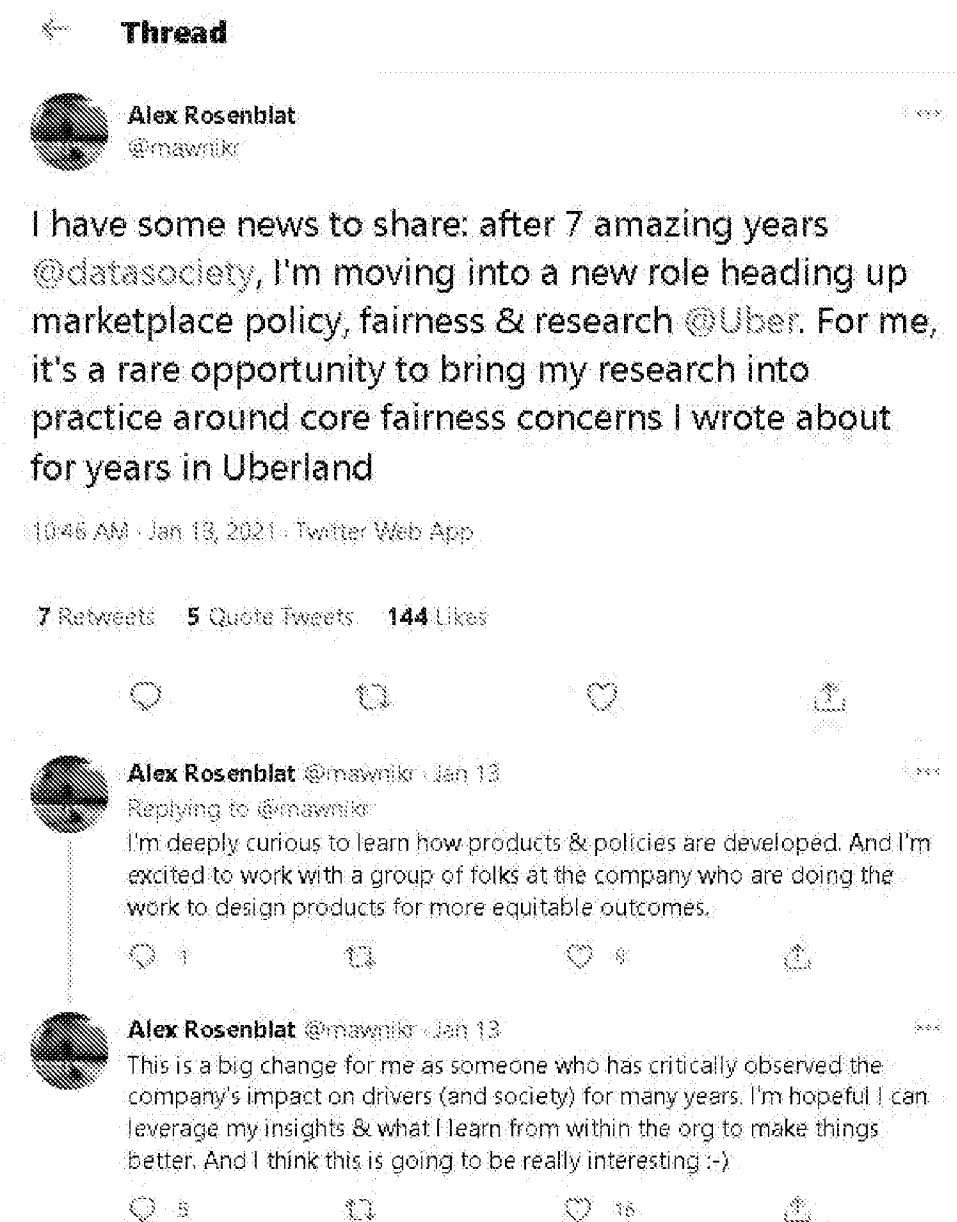 Thread
Alex Rosenblat
@mawnikr
I have some news to share: after 7 amazing years
@datasociety, I'm moving into a new role heading up
marketplace policy, fairness & research @Uber. For me,
it's a rare opportunity to bring my research into
practice around core fairness concerns I wrote about
for years in Uberland
10:46 AM · Jan 13, 2021 · Twitter Web App
7 Retweets 5 Quote Tweets 144 Likes
Alex Rosenblat @mawnikr · Jan 13
Replying to @mawnikr
I'm deeply curious to learn how products & policies are developed. And I'm
excited to work with a group of folks at the company who are doing the
work to design products for more equitable outcomes.
1
Alex Rosenblat @mawnikr · Jan 13
This is a big change for me as someone who has critically observed the
company's impact on drivers (and society) for many years. I'm hopeful I can
leverage my insights & what I learn from within the org to make things
better. And I think this is going to be really interesting :-)
16